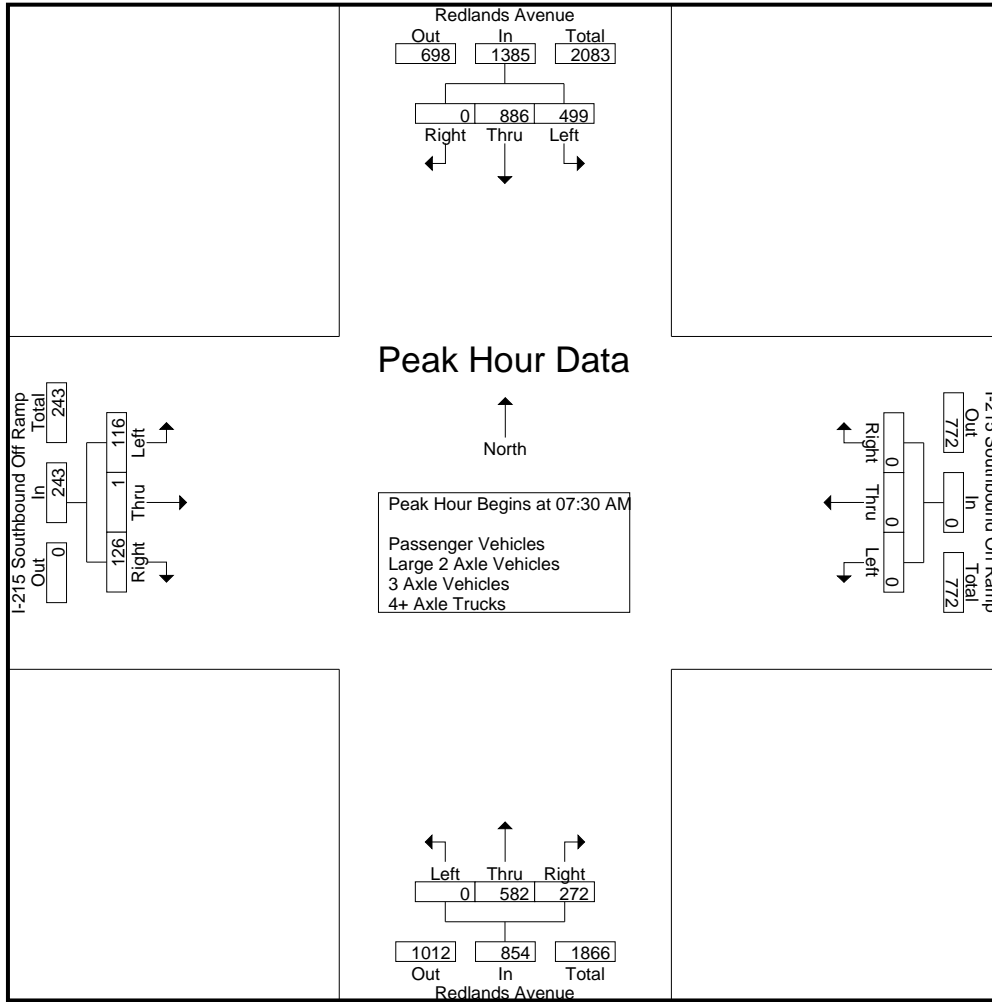 Redlands Avenue
Out In Total
698 1385 2083
0 886 499
Right Thru Left
Peak Hour Data
North
Peak Hour Begins at 07:30 AM
Passenger Vehicles
Large 2 Axle Vehicles
3 Axle Vehicles
4+ Axle Trucks
I-215 Southbound Off Ramp
Out In Total
0 243 243
116 1 126
Left Thru Right
I-215 Southbound On Ramp
Out In Total
772 0 772
0 0 0
Right Thru Left
Left Thru Right
0 582 272
1012 854 1866
Out In Total
Redlands Avenue